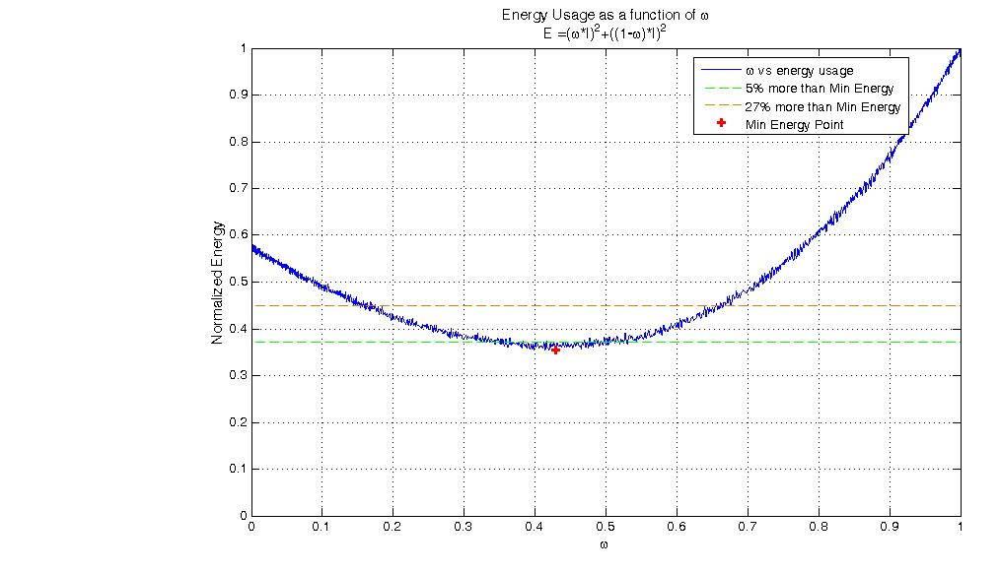 Energy Usage as a function of ω
E =(ω*I)²+((1-ω)*I)²
ω vs energy usage
5% more than Min Energy
27% more than Min Energy
Min Energy Point
Normalized Energy
1
0.9
0.8
0.7
0.6
0.5
0.4
0.3
0.2
0.1
0
0 0.1 0.2 0.3 0.4 0.5 0.6 0.7 0.8 0.9 1
ω